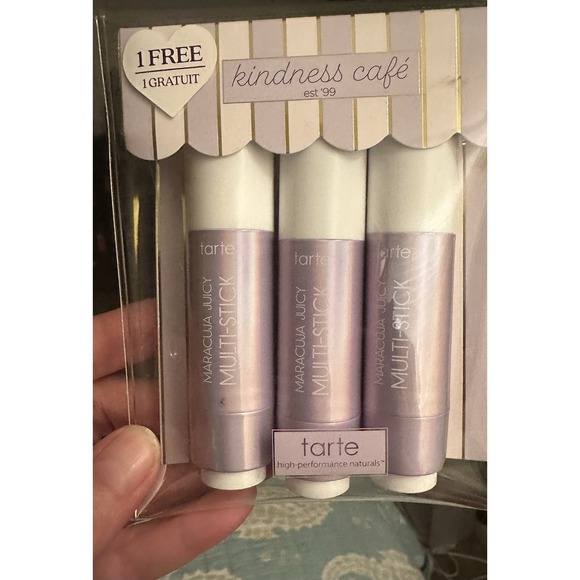 1 FREE
1 GRATUIT
kindness café
est '99
tarte
MARACUJA JUICY
MULTI-STICK
tarte
MARACUJA JUICY
MULTI-STICK
tarte
MARACUJA JUICY
MULTI-STICK
tarte
high-performance naturals™